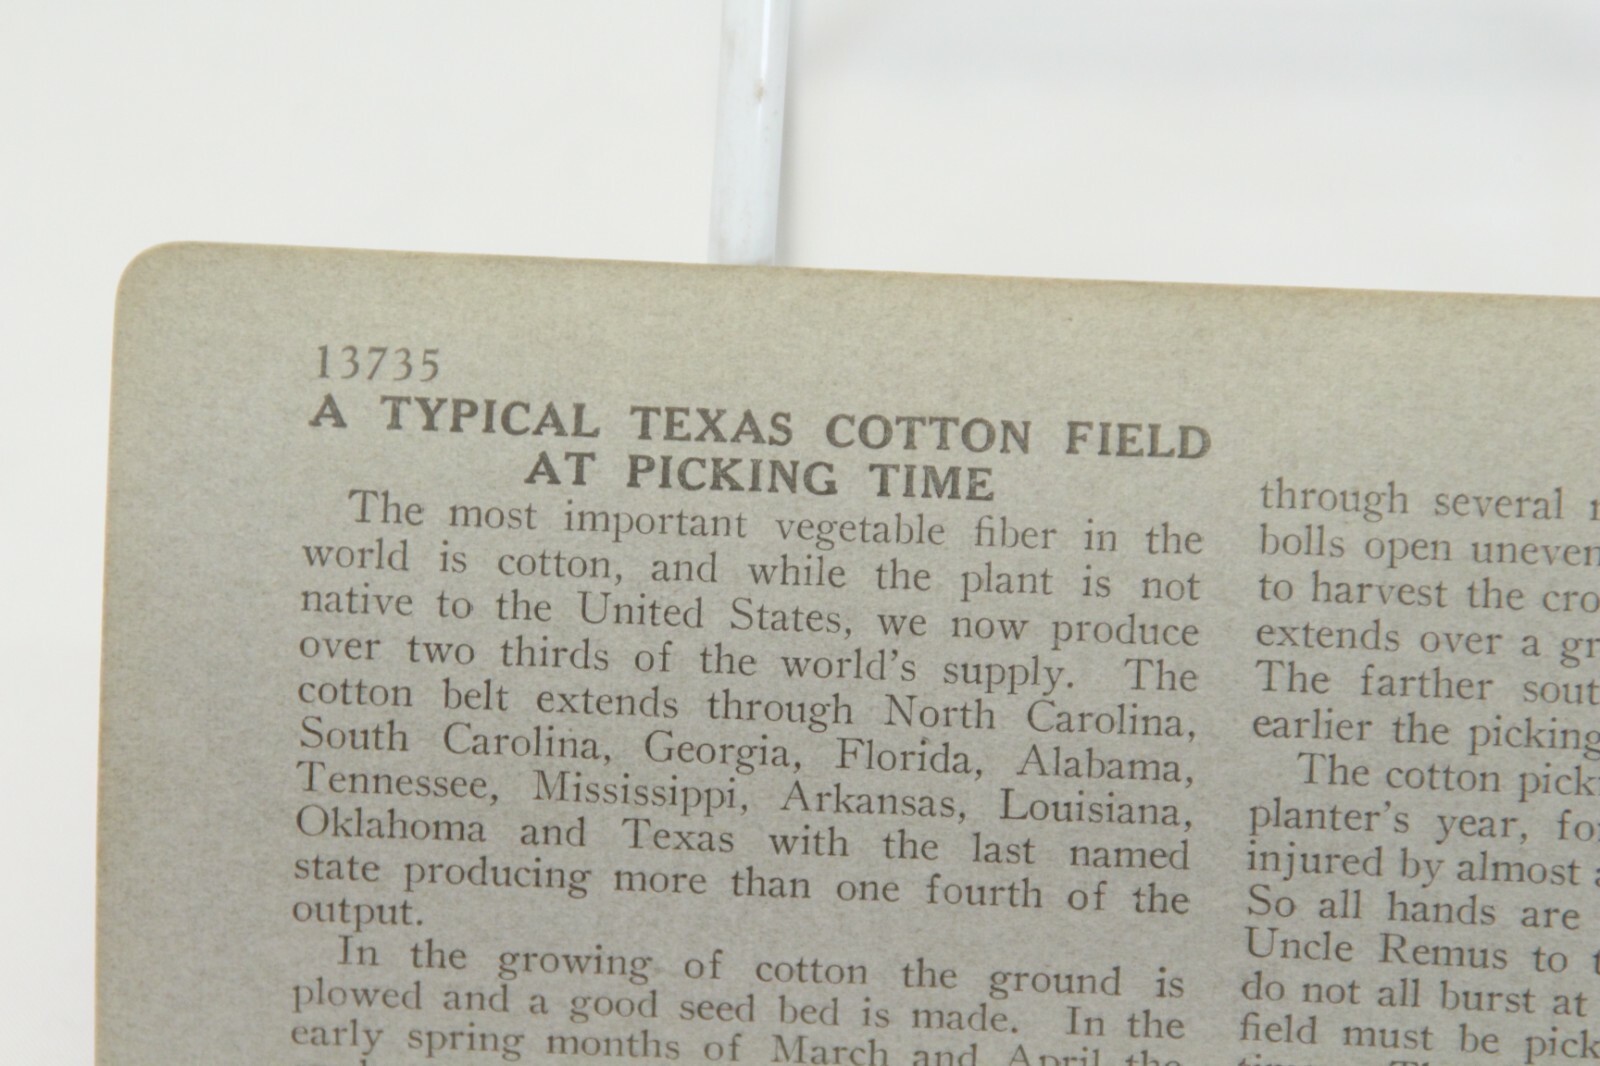 13735
A TYPICAL TEXAS COTTON FIELD
AT PICKING TIME
The most important vegetable fiber in the
world is cotton, and while the plant is not
native to the United States, we now produce
over two thirds of the world's supply. The
cotton belt extends through North Carolina,
South Carolina, Georgia, Florida, Alabama,
Tennessee, Mississippi, Arkansas, Louisiana,
Oklahoma and Texas with the last named
state producing more than one fourth of the
output.
In the growing of cotton the ground is
plowed and a good seed bed is made. In the
early spring months of March and April the
through several
bolls open uneven
to harvest the cro
extends over a gr
The farther sout
earlier the picking
The cotton pick
planter's year, fo
injured by almost
So all hands are
Uncle Remus to t
do not all burst at
field must be pick